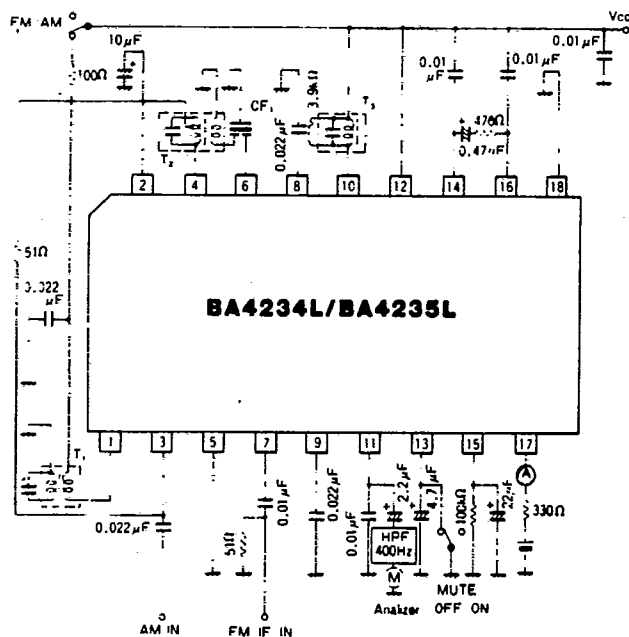 FM AM
Vcc
10μF
100Ω
0.01
μF
0.01μF
0.01μF
CF₁
3.9kΩ
T₃
T₂
0.022μF
470Ω
0.47μF
2
4
6
8
10
12
14
16
18
51Ω
0.022
μF
BA4234L/BA4235L
T₁
1
3
5
7
9
11
13
15
17
0.022μF
0.01μF
51Ω
0.022μF
0.01μF
2.2μF
4.7μF
100kΩ
22μF
A
330Ω
HPF
400Hz
M
Analizer
MUTE
OFF ON
AM IN
FM IF IN